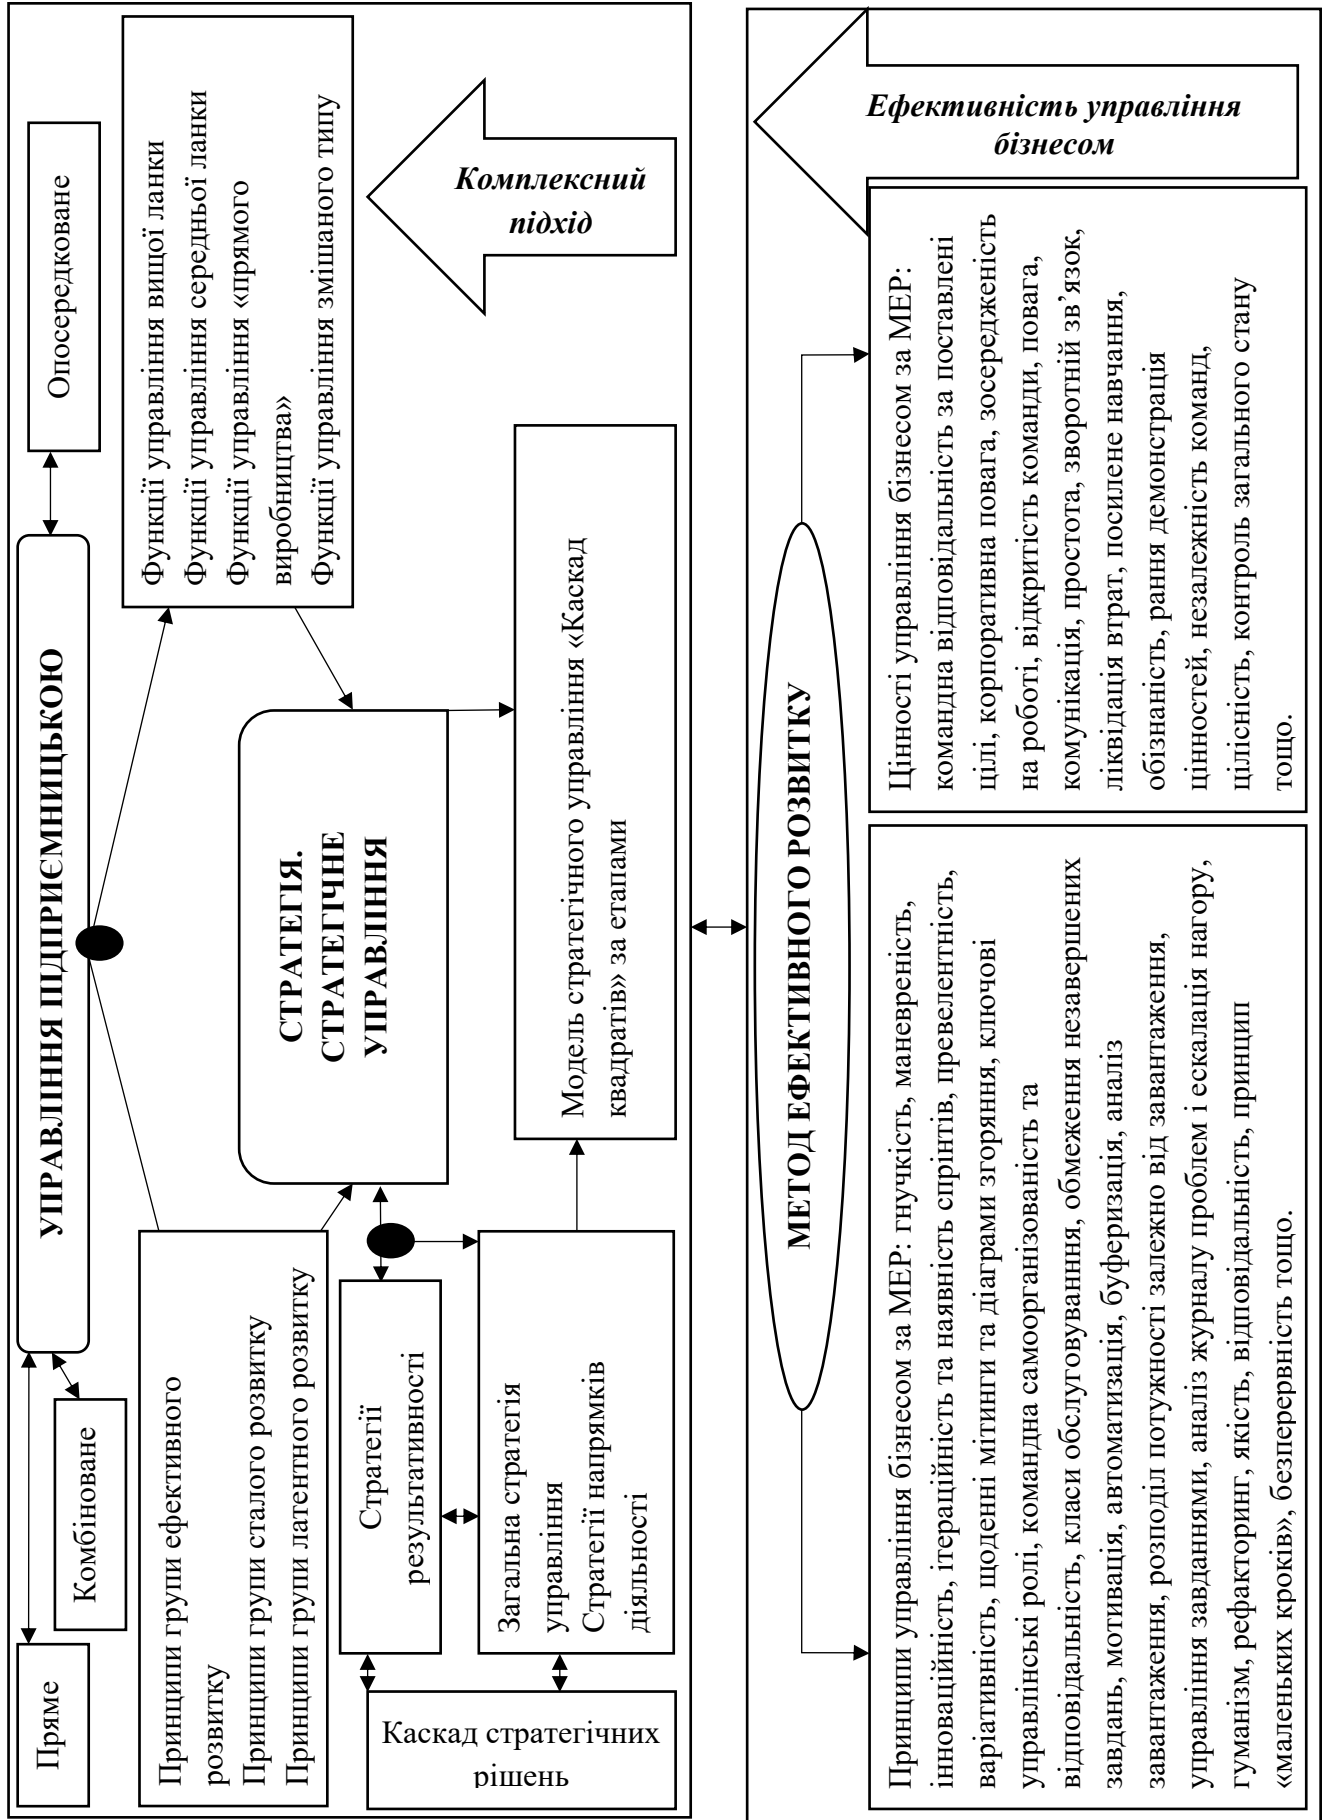 УПРАВЛІННЯ ПІДПРИЄМНИЦЬКОЮ
Пряме
Комбіноване
Опосередковане
Принципи групи ефективного
розвитку
Принципи групи сталого розвитку
Принципи групи латентного розвитку
Функції управління вищої ланки
Функції управління середньої ланки
Функції управління «прямого
виробництва»
Функції управління змішаного типу
СТРАТЕГІЯ.
СТРАТЕГІЧНЕ
УПРАВЛІННЯ
Стратегії
результативності
Загальна стратегія
управління
Стратегії напрямків
діяльності
Каскад стратегічних
рішень
Модель стратегічного управління «Каскад
квадратів» за етапами
Комплексний
підхід
МЕТОД ЕФЕКТИВНОГО РОЗВИТКУ
Принципи управління бізнесом за МЕР: гнучкість, маневреність,
інноваційність, ітераційність та наявність спрінтів, превелентність,
варіативність, щоденні мітинги та діаграми згоряння, ключові
управлінські ролі, командна самоорганізованість та
відповідальність, класи обслуговування, обмеження незавершених
завдань, мотивація, автоматизація, буферизація, аналіз
завантаження, розподіл потужності залежно від завантаження,
управління завданнями, аналіз журналу проблем і ескалація нагору,
гуманізм, рефакторинг, якість, відповідальність, принцип
«маленьких кроків», безперервність тощо.
Цінності управління бізнесом за МЕР:
командна відповідальність за поставлені
цілі, корпоративна повага, зосередженість
на роботі, відкритість команди, повага,
комунікація, простота, зворотній зв’язок,
ліквідація втрат, посилене навчання,
обізнаність, рання демонстрація
цінностей, незалежність команд,
цілісність, контроль загального стану
тощо.
Ефективність управління
бізнесом